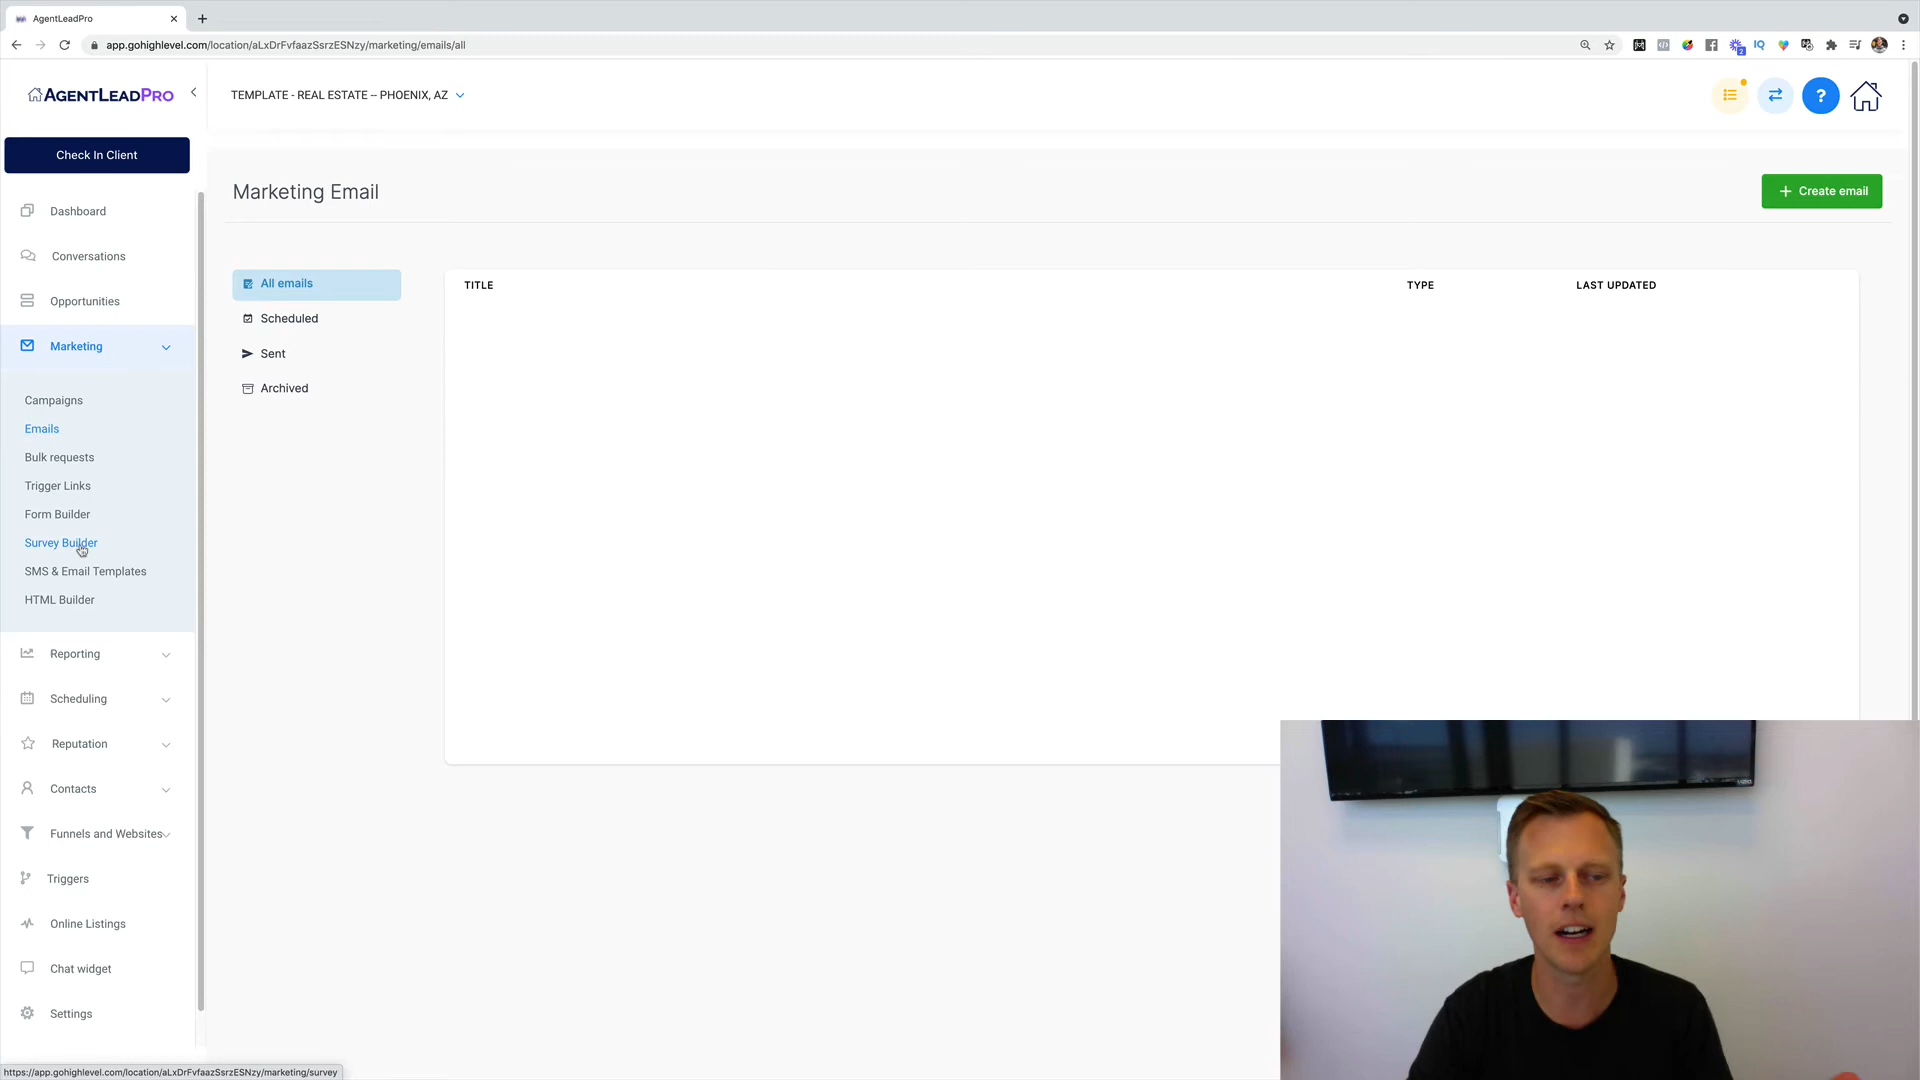 AgentLeadPro
app.gohighlevel.com/location/aLxDrFvfaazSsrzESNzy/marketing/emails/all
IQ
2
AGENTLEADPRO
TEMPLATE - REAL ESTATE -- PHOENIX, AZ
?
Check In Client
Marketing Email
+ Create email
Dashboard
Conversations
Opportunities
Marketing
Campaigns
Emails
Bulk requests
Trigger Links
Form Builder
Survey Builder
SMS & Email Templates
HTML Builder
Reporting
Scheduling
Reputation
Contacts
Funnels and Websites
Triggers
Online Listings
Chat widget
Settings
All emails
Scheduled
Sent
Archived
TITLE
TYPE
LAST UPDATED
VIZIO
https://app.gohighlevel.com/location/aLxDrFvfaazSsrzESNzy/marketing/survey